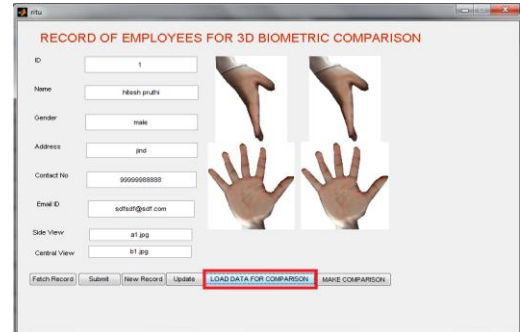 ritu
RECORD OF EMPLOYEES FOR 3D BIOMETRIC COMPARISON
ID 1
Name hitesh pruthi
Gender male
Address jind
Contact No 99999988888
Email ID sdfsdf@sdf.com
Side View a1.jpg
Central View b1.jpg
Fetch Record Submit New Record Update LOAD DATA FOR COMPARISON MAKE COMPARISON